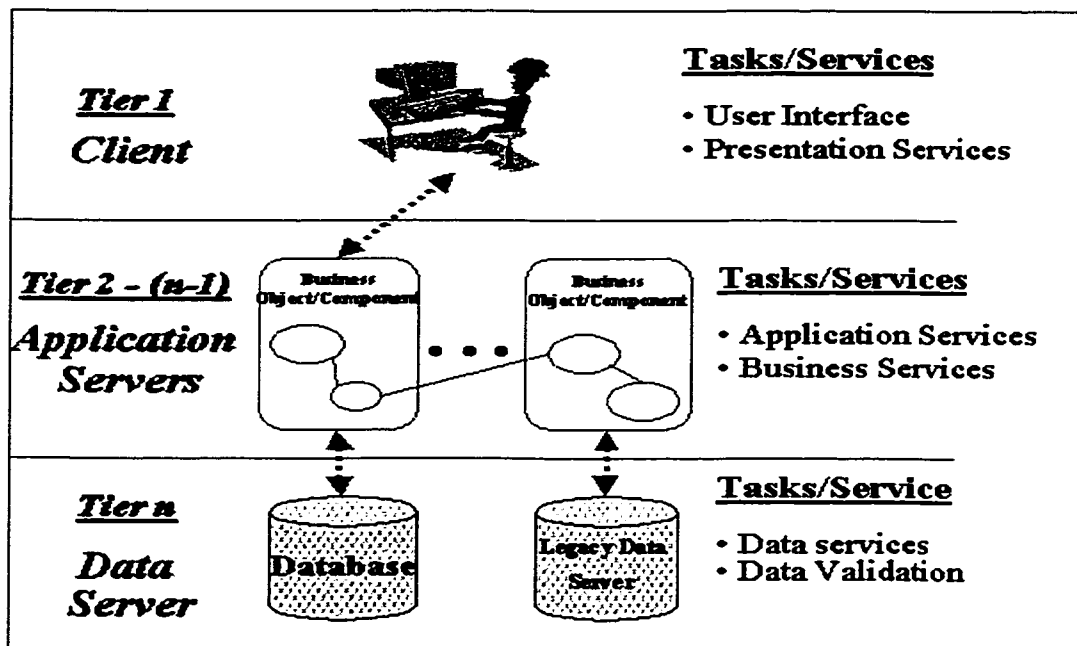 Tier 1
Client
Tasks/Services
• User Interface
• Presentation Services
Tier 2 - (n-1)
Application
Servers
Business
Object/Component
• • •
Business
Object/Component
Tasks/Services
• Application Services
• Business Services
Tier n
Data
Server
Database
Legacy Data
Server
Tasks/Service
• Data services
• Data Validation